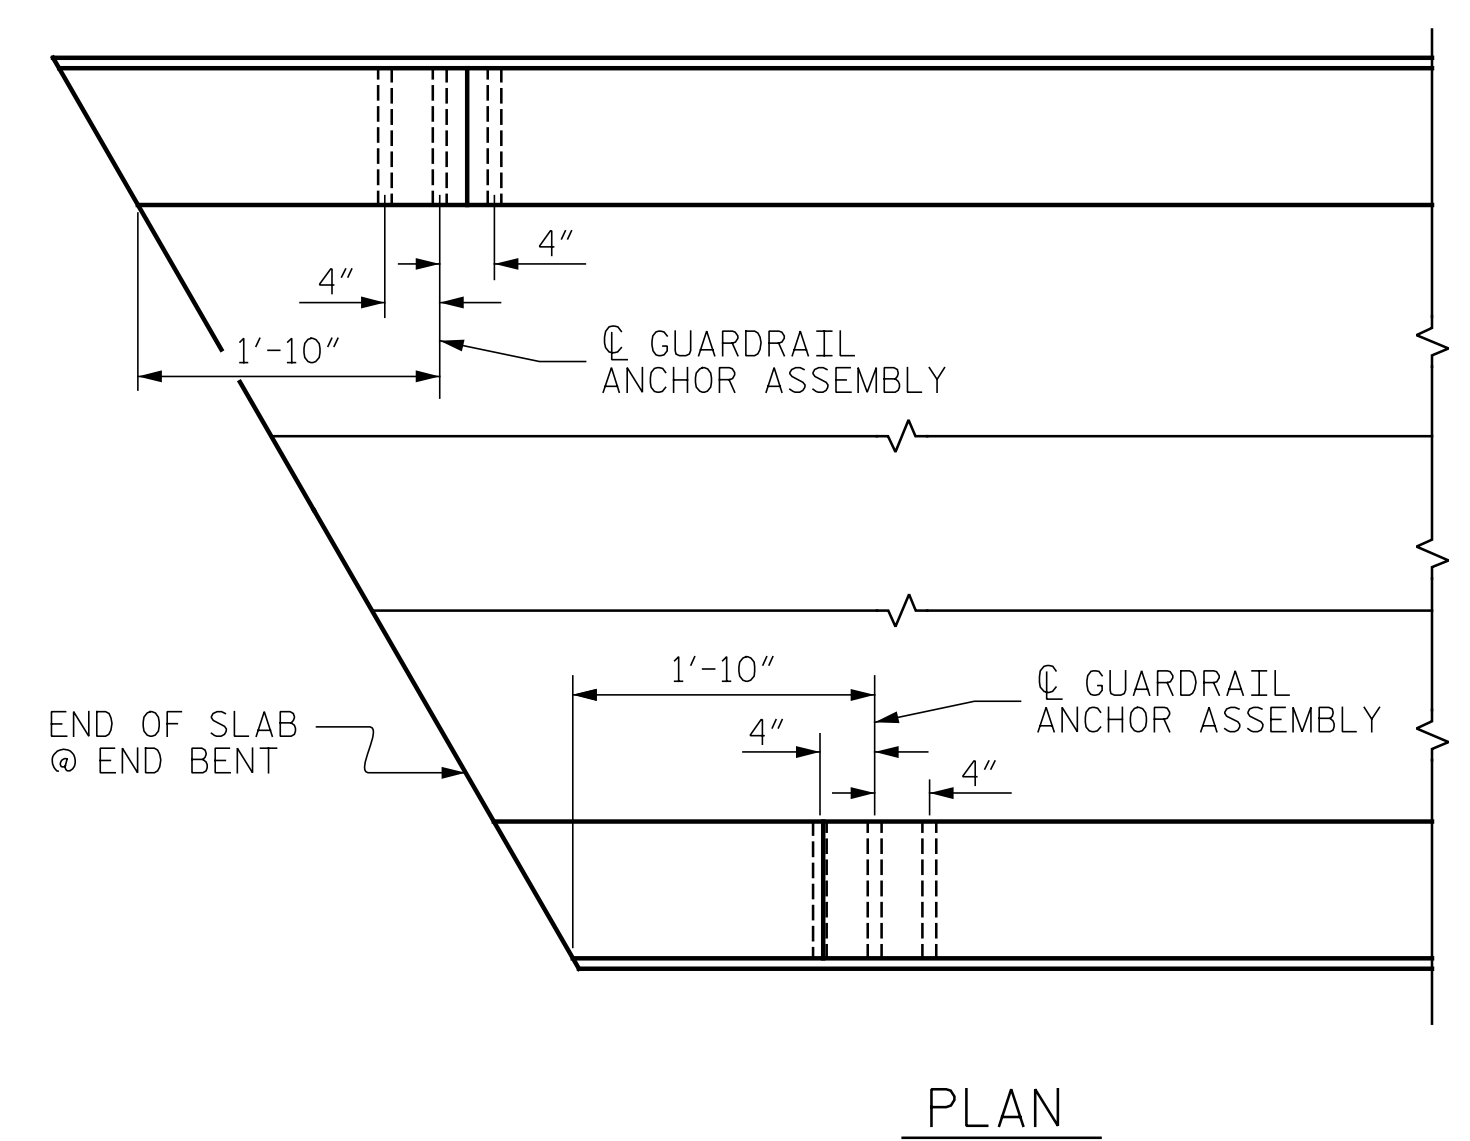 4″
4″
1′-10″
℄ GUARDRAIL
ANCHOR ASSEMBLY
1′-10″
℄ GUARDRAIL
ANCHOR ASSEMBLY
4″
4″
END OF SLAB
@ END BENT
PLAN